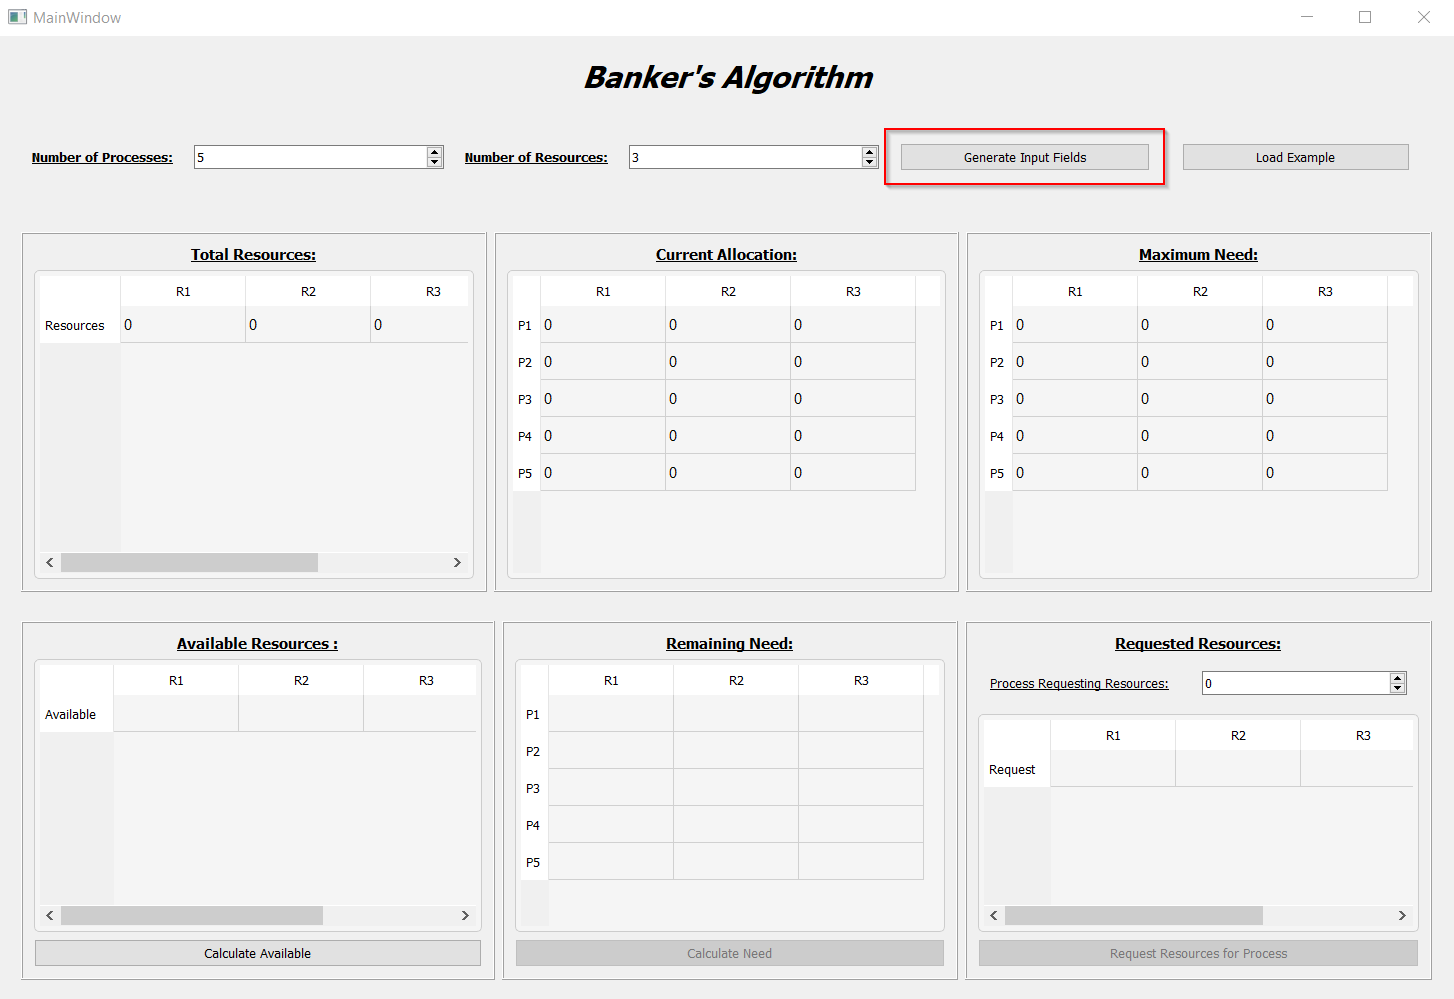 MainWindow
Banker's Algorithm
Number of Processes: 5 Number of Resources: 3 Generate Input Fields Load Example
Total Resources:
R1 R2 R3
Resources 0 0 0
Current Allocation:
R1 R2 R3
P1 0 0 0
P2 0 0 0
P3 0 0 0
P4 0 0 0
P5 0 0 0
Maximum Need:
R1 R2 R3
P1 0 0 0
P2 0 0 0
P3 0 0 0
P4 0 0 0
P5 0 0 0
Available Resources :
R1 R2 R3
Available
Calculate Available
Remaining Need:
R1 R2 R3
P1
P2
P3
P4
P5
Calculate Need
Requested Resources:
Process Requesting Resources: 0
R1 R2 R3
Request
Request Resources for Process